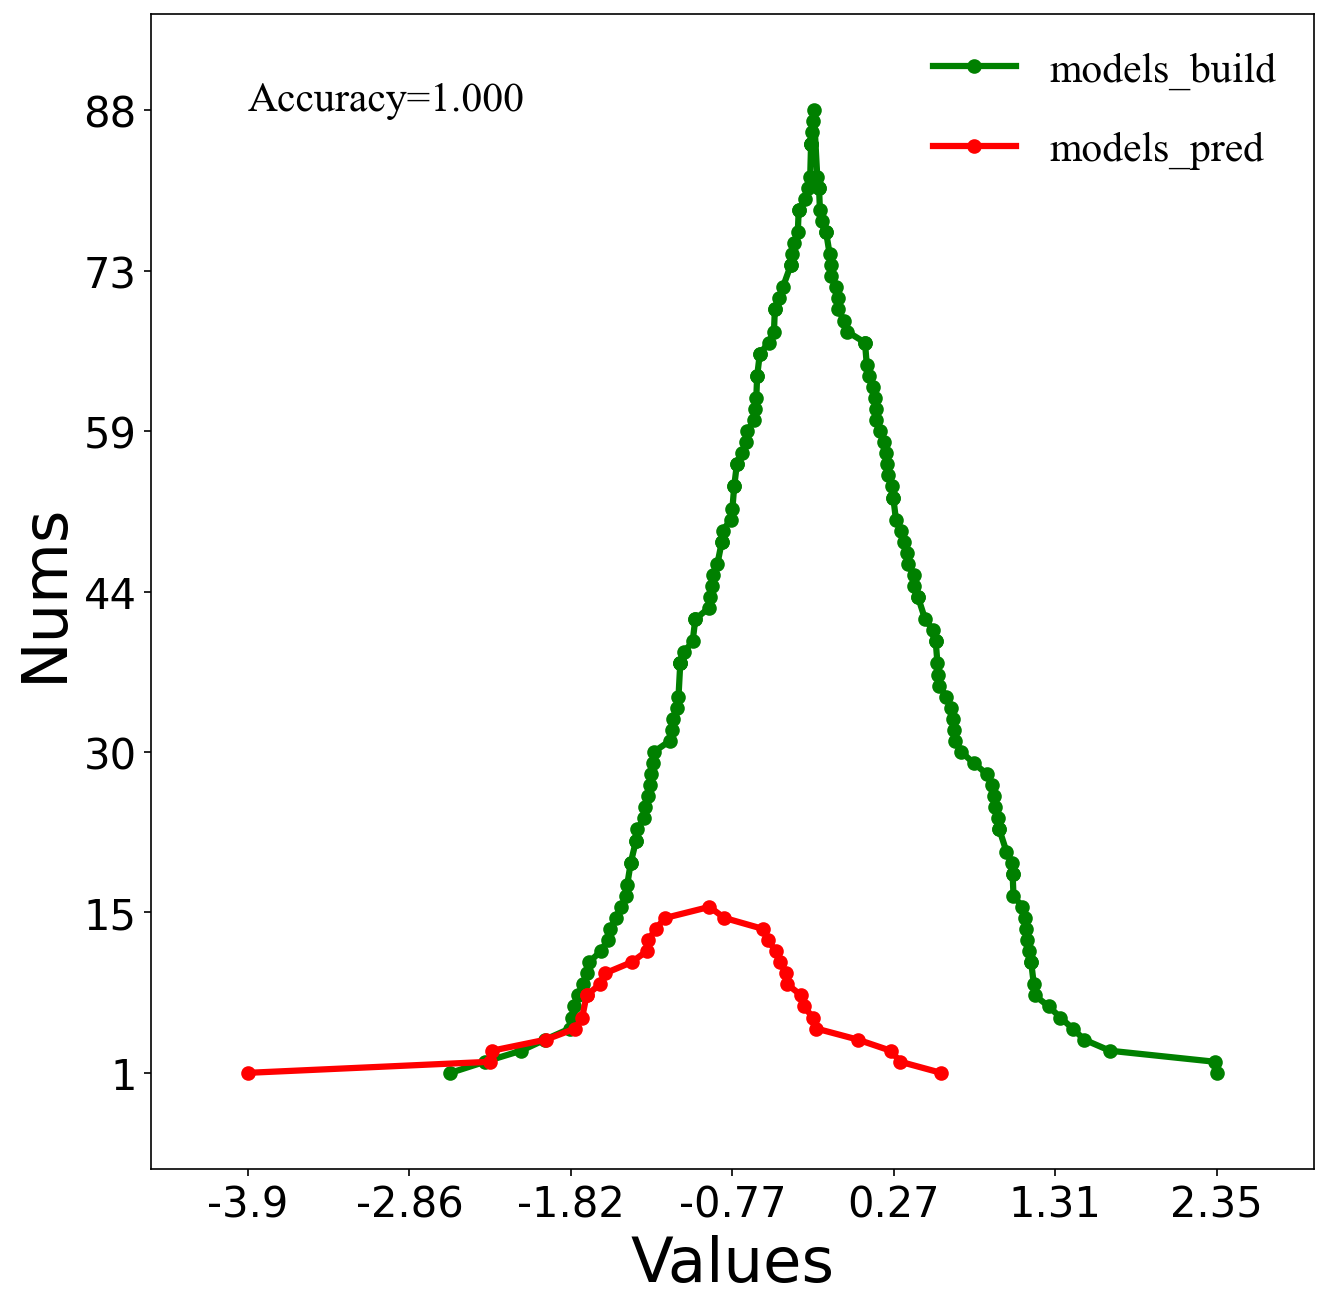 models_build
Accuracy=1.000
models_pred
88
73
59
44
30
15
1
Nums
-3.9 -2.86 -1.82 -0.77 0.27 1.31 2.35
Values